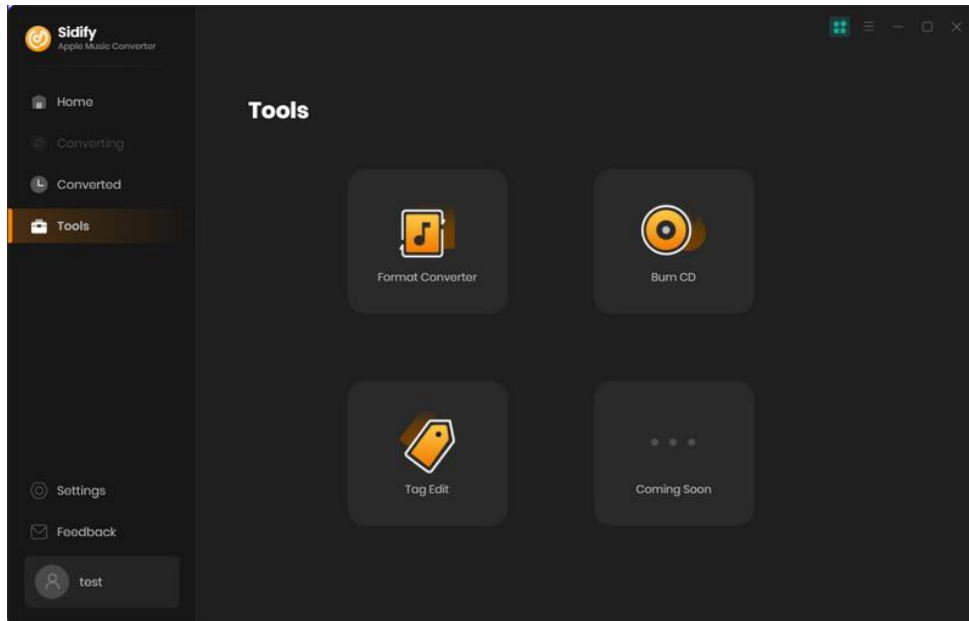 Sidify
Apple Music Converter
Home
Converting
Converted
Tools
Settings
Feedback
test
Tools
Format Converter
Burn CD
Tag Edit
Coming Soon